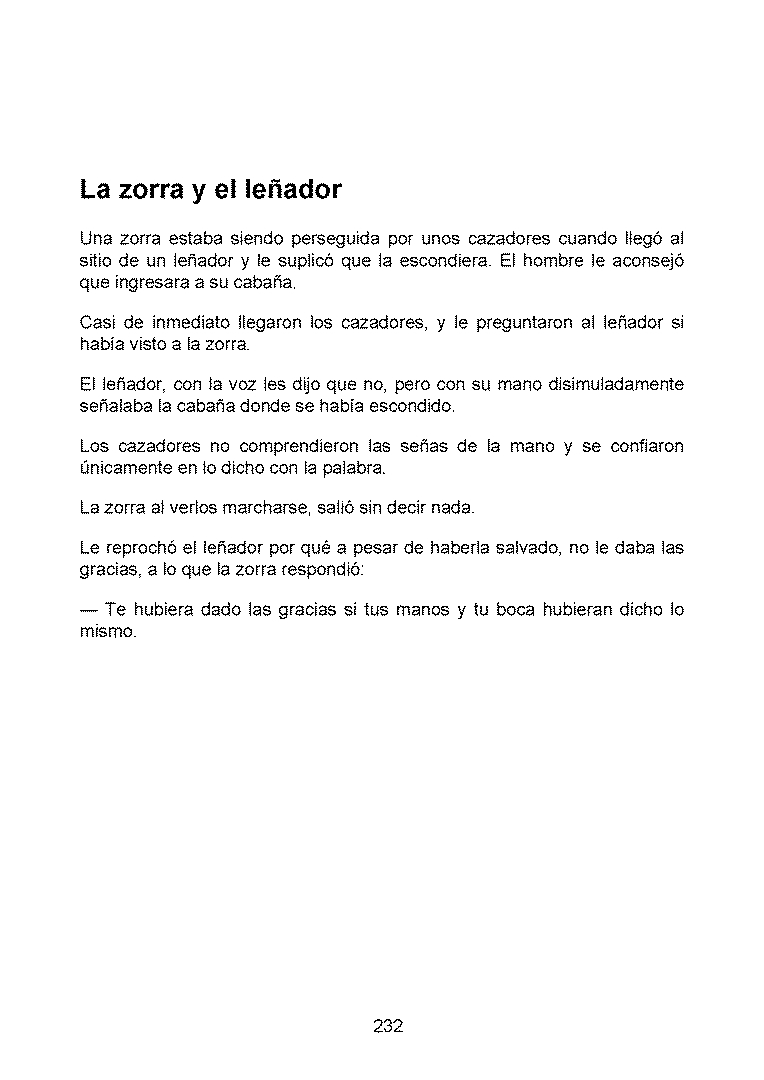 La zorra y el leñador
Una zorra estaba siendo perseguida por unos cazadores cuando llegó al
sitio de un leñador y le suplicó que la escondiera. El hombre le aconsejó
que ingresara a su cabaña.
Casi de inmediato llegaron los cazadores, y le preguntaron al leñador si
había visto a la zorra.
El leñador, con la voz les dijo que no, pero con su mano disimuladamente
señalaba la cabaña donde se había escondido.
Los cazadores no comprendieron las señas de la mano y se confiaron
únicamente en lo dicho con la palabra.
La zorra al verlos marcharse, salió sin decir nada.
Le reprochó el leñador por qué a pesar de haberla salvado, no le daba las
gracias, a lo que la zorra respondió:
— Te hubiera dado las gracias si tus manos y tu boca hubieran dicho lo
mismo.
232